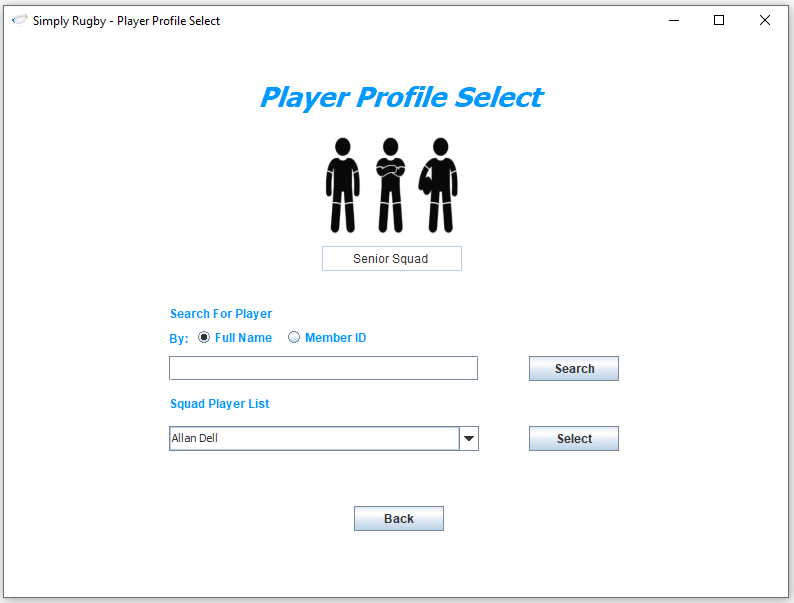 Simply Rugby - Player Profile Select
Player Profile Select
Senior Squad
Search For Player
By: Full Name Member ID
Search
Squad Player List
Allan Dell
Select
Back